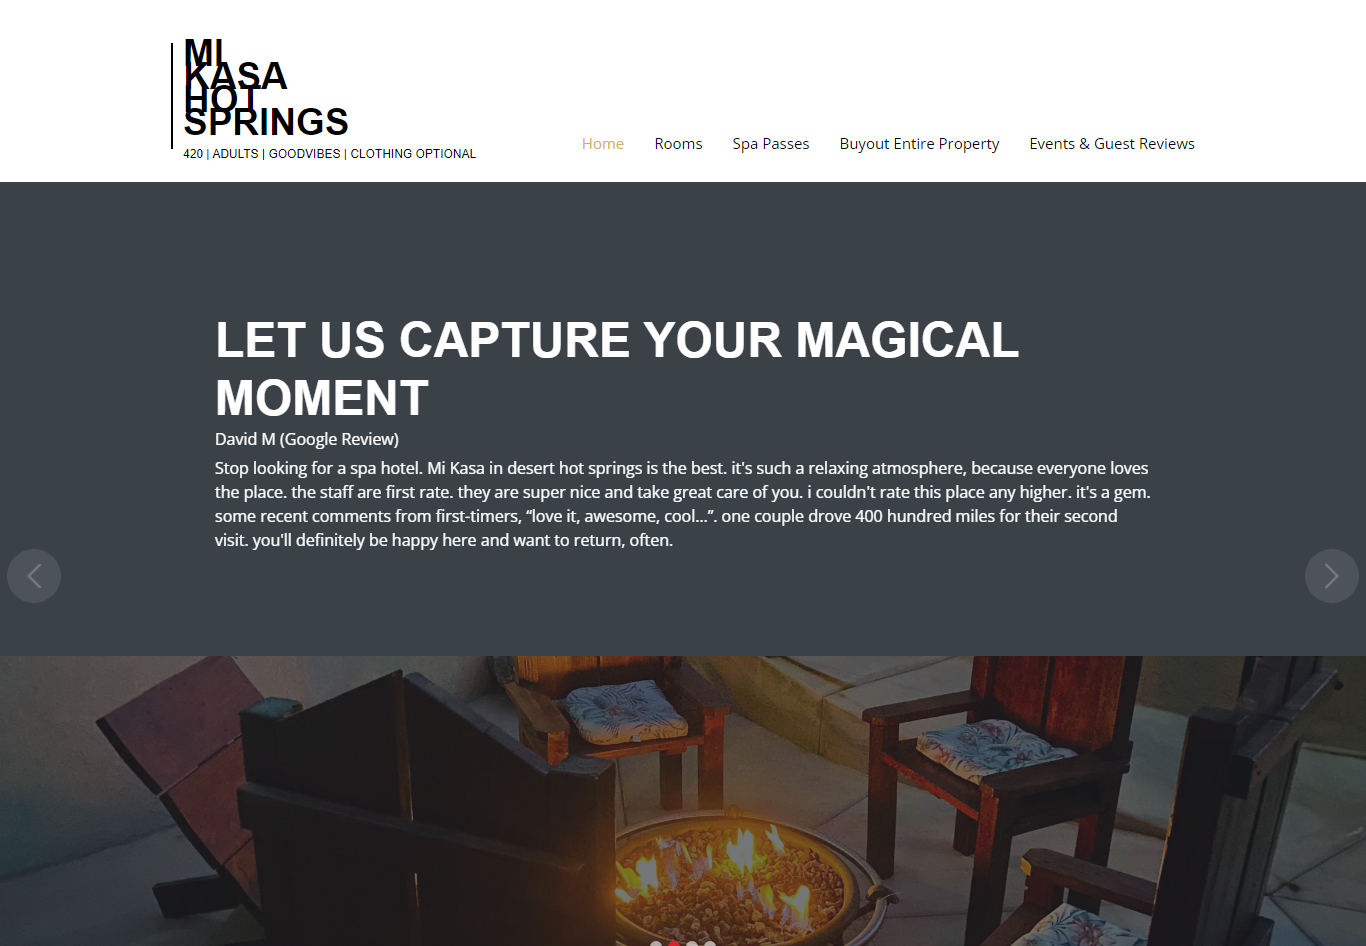 MI
KASA
HOT
SPRINGS
420 | ADULTS | GOODVIBES | CLOTHING OPTIONAL
Home Rooms Spa Passes Buyout Entire Property Events & Guest Reviews
LET US CAPTURE YOUR MAGICAL
MOMENT
David M (Google Review)
Stop looking for a spa hotel. Mi Kasa in desert hot springs is the best. it's such a relaxing atmosphere, because everyone loves
the place. the staff are first rate. they are super nice and take great care of you. i couldn't rate this place any higher. it's a gem.
some recent comments from first-timers, “love it, awesome, cool...”. one couple drove 400 hundred miles for their second
visit. you'll definitely be happy here and want to return, often.